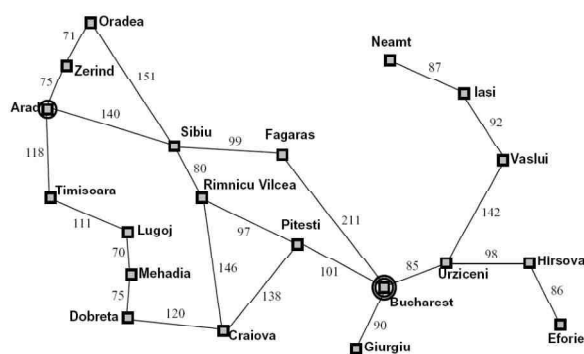 Oradea
71
Neamt
87
Zerind
151
75
Iasi
Arad
140
92
Sibiu
Fagaras
99
118
Vaslui
80
Rimnicu Vilcea
Timisoara
142
211
111
Lugoj
97
Pitesti
70
98
Hirsova
146
85
Mehadia
101
Urziceni
138
86
75
Bucharest
120
Dobreta
90
Craiova
Eforie
Giurgiu